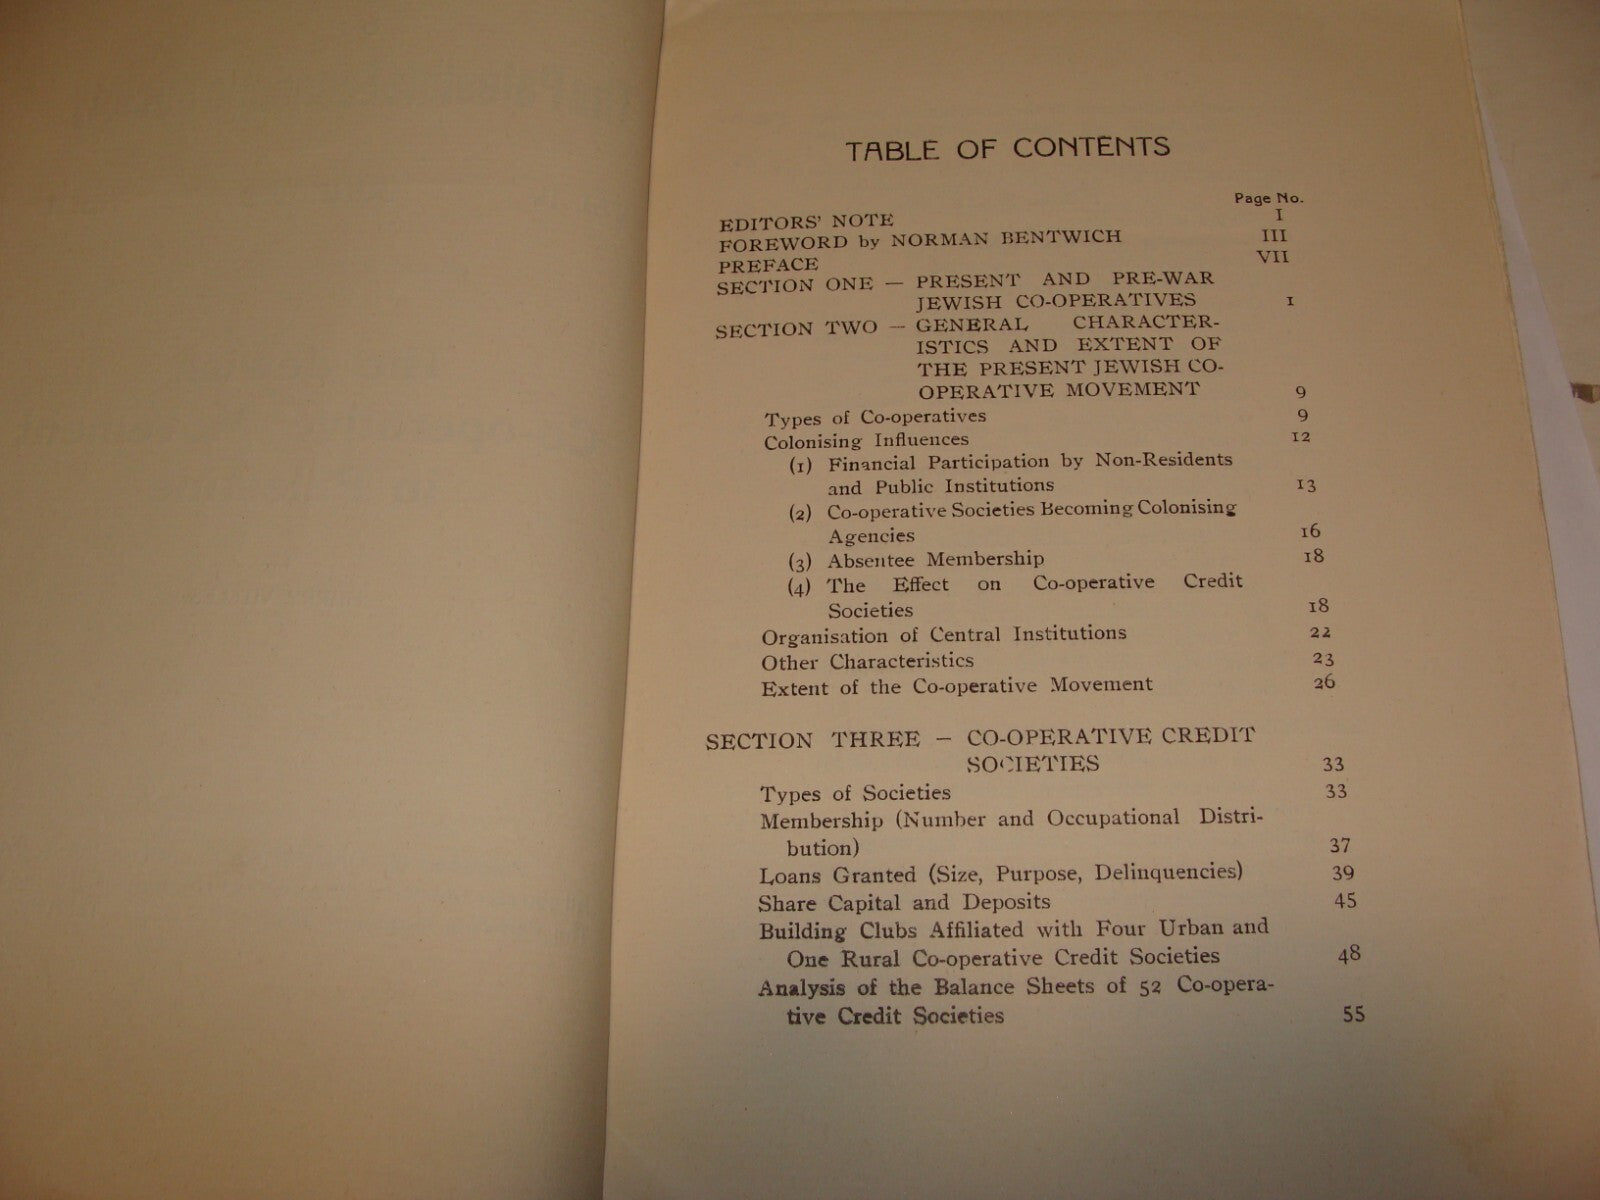 TABLE OF CONTENTS
Page No.
EDITORS' NOTE I
FOREWORD by NORMAN BENTWICH III
PREFACE VII
SECTION ONE — PRESENT AND PRE-WAR
JEWISH CO-OPERATIVES 1
SECTION TWO — GENERAL CHARACTER-
ISTICS AND EXTENT OF
THE PRESENT JEWISH CO-
OPERATIVE MOVEMENT 9
Types of Co-operatives 9
Colonising Influences 12
(1) Financial Participation by Non-Residents
and Public Institutions 13
(2) Co-operative Societies Becoming Colonising
Agencies 16
(3) Absentee Membership 18
(4) The Effect on Co-operative Credit
Societies 18
Organisation of Central Institutions 22
Other Characteristics 23
Extent of the Co-operative Movement 26
SECTION THREE — CO-OPERATIVE CREDIT
SOCIETIES 33
Types of Societies 33
Membership (Number and Occupational Distri-
bution) 37
Loans Granted (Size, Purpose, Delinquencies) 39
Share Capital and Deposits 45
Building Clubs Affiliated with Four Urban and
One Rural Co-operative Credit Societies 48
Analysis of the Balance Sheets of 52 Co-opera-
tive Credit Societies 55